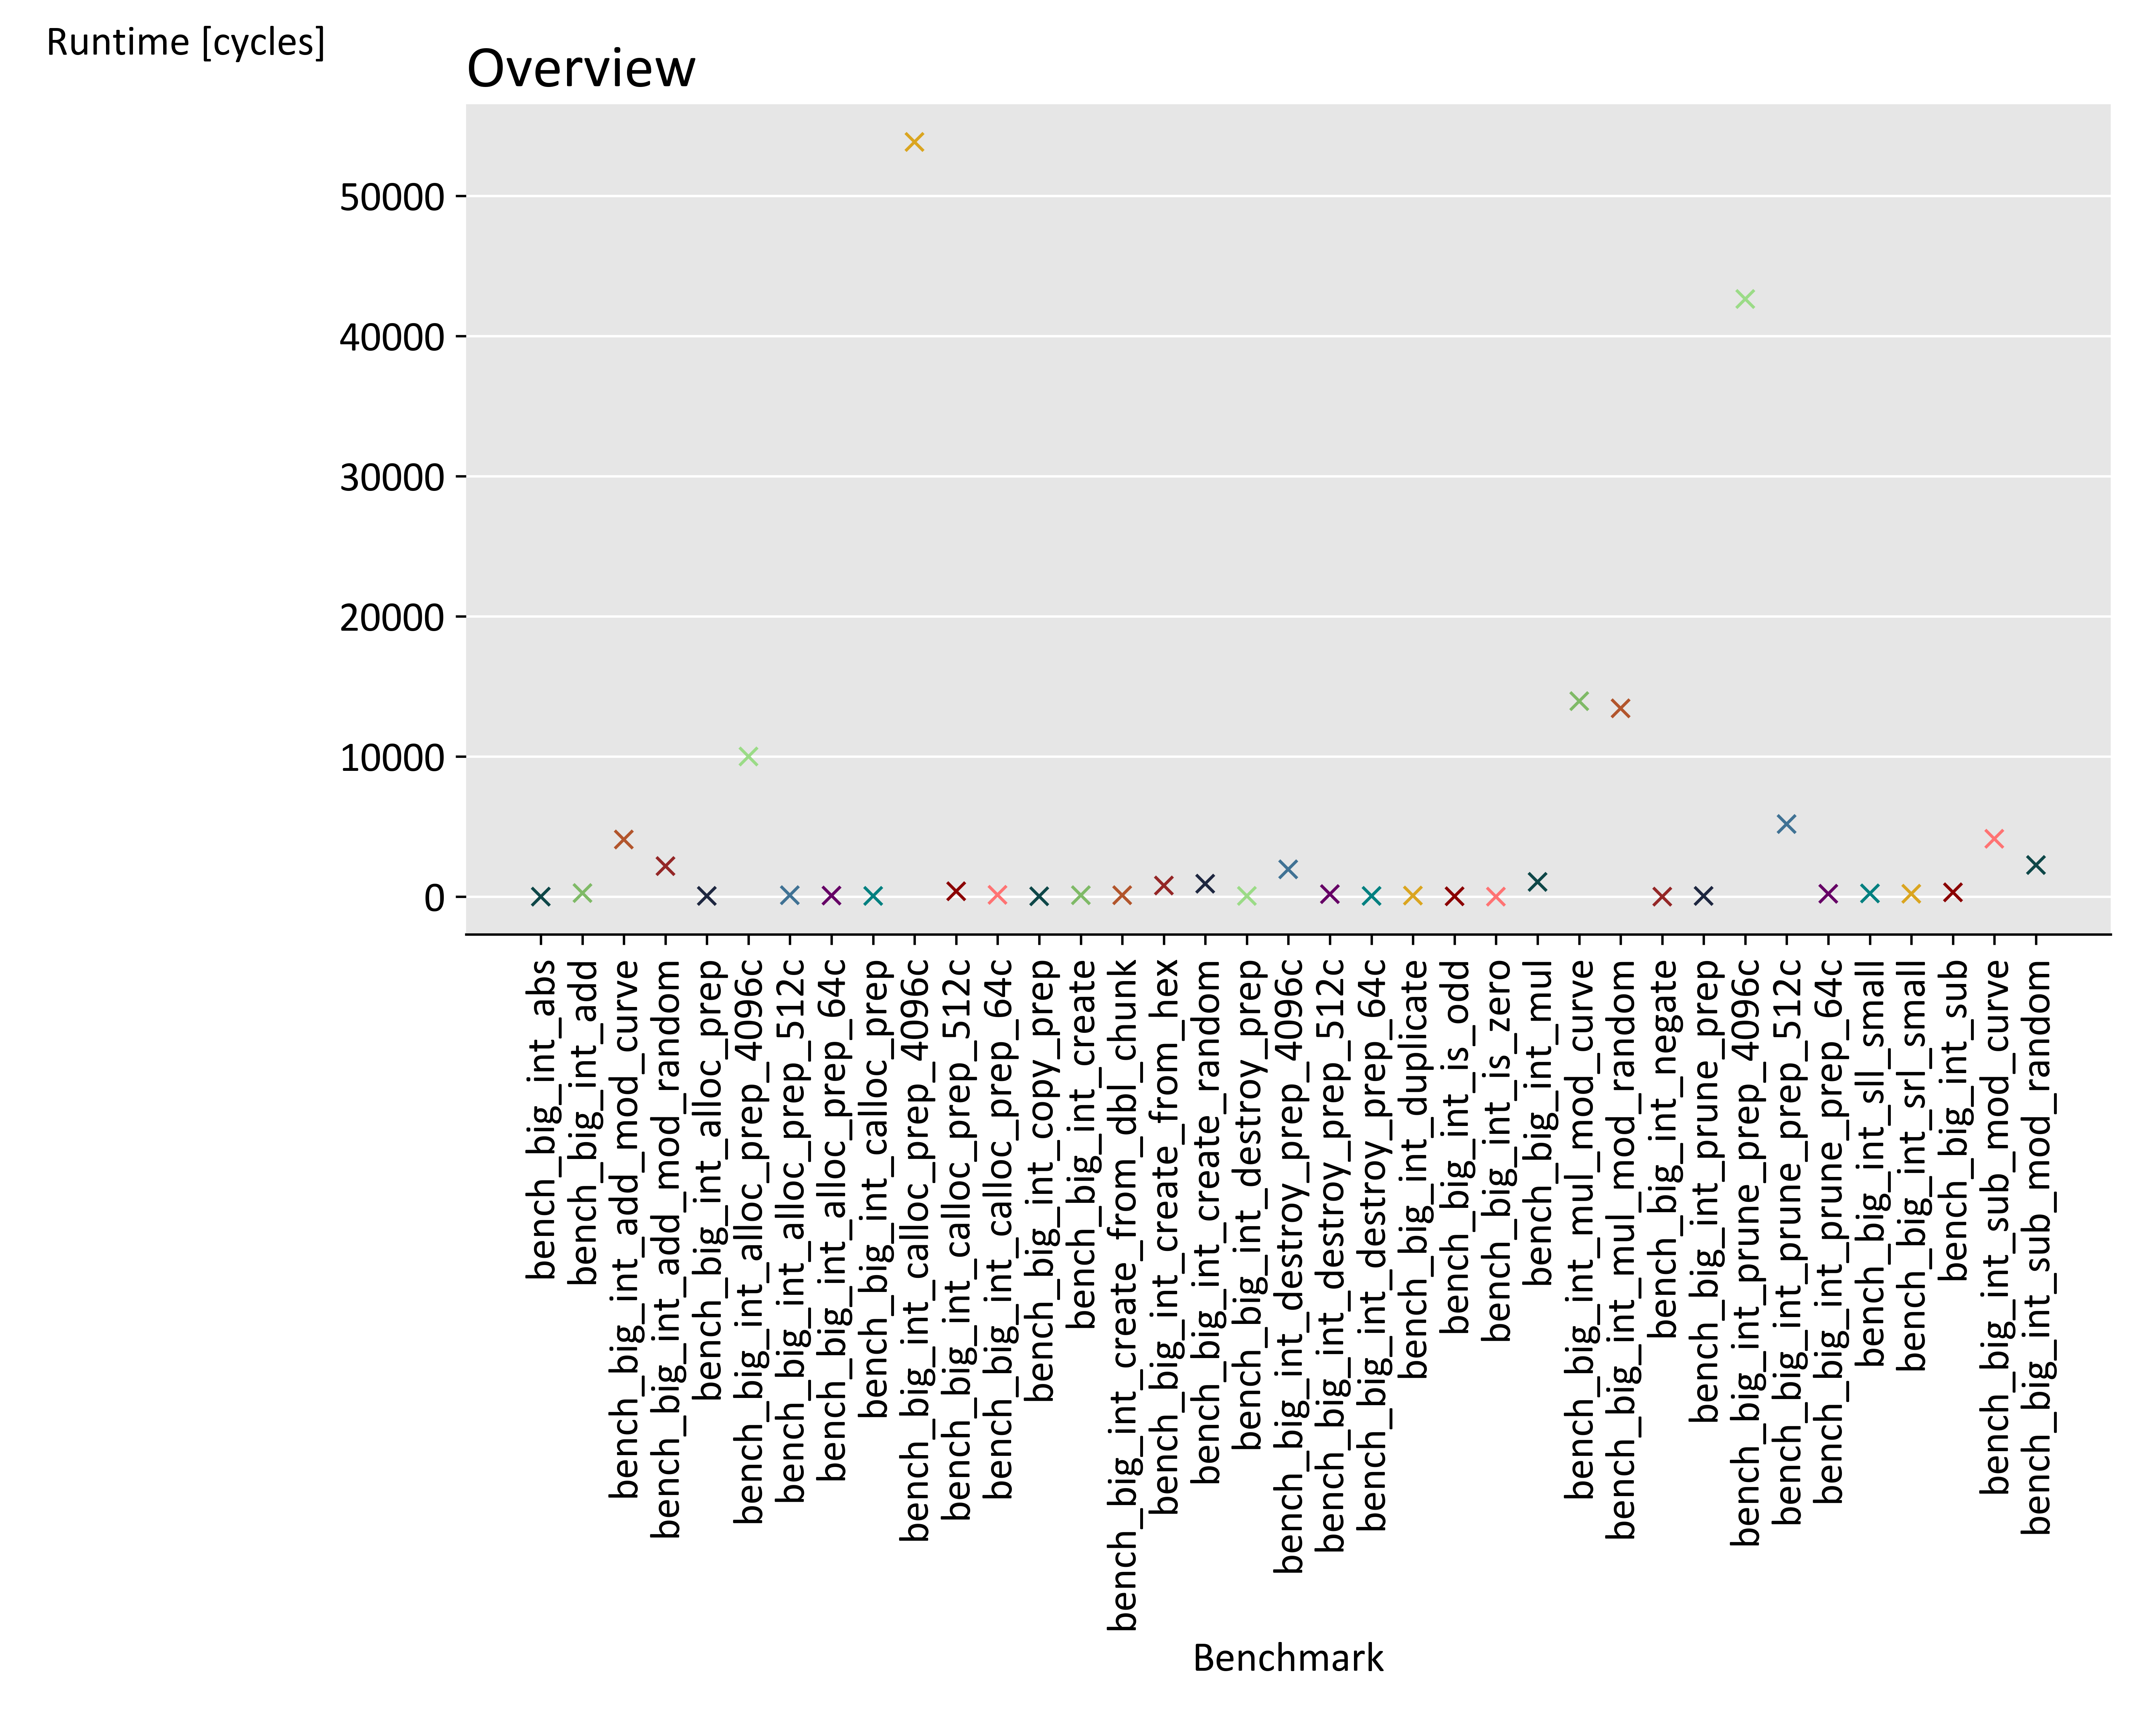 Runtime [cycles]
Overview
50000
40000
30000
20000
10000
0
bench_big_int_abs
bench_big_int_add
bench_big_int_add_mod_curve
bench_big_int_add_mod_random
bench_big_int_alloc_prep
bench_big_int_alloc_prep_4096c
bench_big_int_alloc_prep_512c
bench_big_int_alloc_prep_64c
bench_big_int_calloc_prep
bench_big_int_calloc_prep_4096c
bench_big_int_calloc_prep_512c
bench_big_int_calloc_prep_64c
bench_big_int_copy_prep
bench_big_int_create
bench_big_int_create_from_dbl_chunk
bench_big_int_create_from_hex
bench_big_int_create_random
bench_big_int_destroy_prep
bench_big_int_destroy_prep_4096c
bench_big_int_destroy_prep_512c
bench_big_int_destroy_prep_64c
bench_big_int_duplicate
bench_big_int_is_odd
bench_big_int_is_zero
bench_big_int_mul
bench_big_int_mul_mod_curve
bench_big_int_mul_mod_random
bench_big_int_negate
bench_big_int_prune_prep
bench_big_int_prune_prep_4096c
bench_big_int_prune_prep_512c
bench_big_int_prune_prep_64c
bench_big_int_sll_small
bench_big_int_srl_small
bench_big_int_sub
bench_big_int_sub_mod_curve
bench_big_int_sub_mod_random
Benchmark